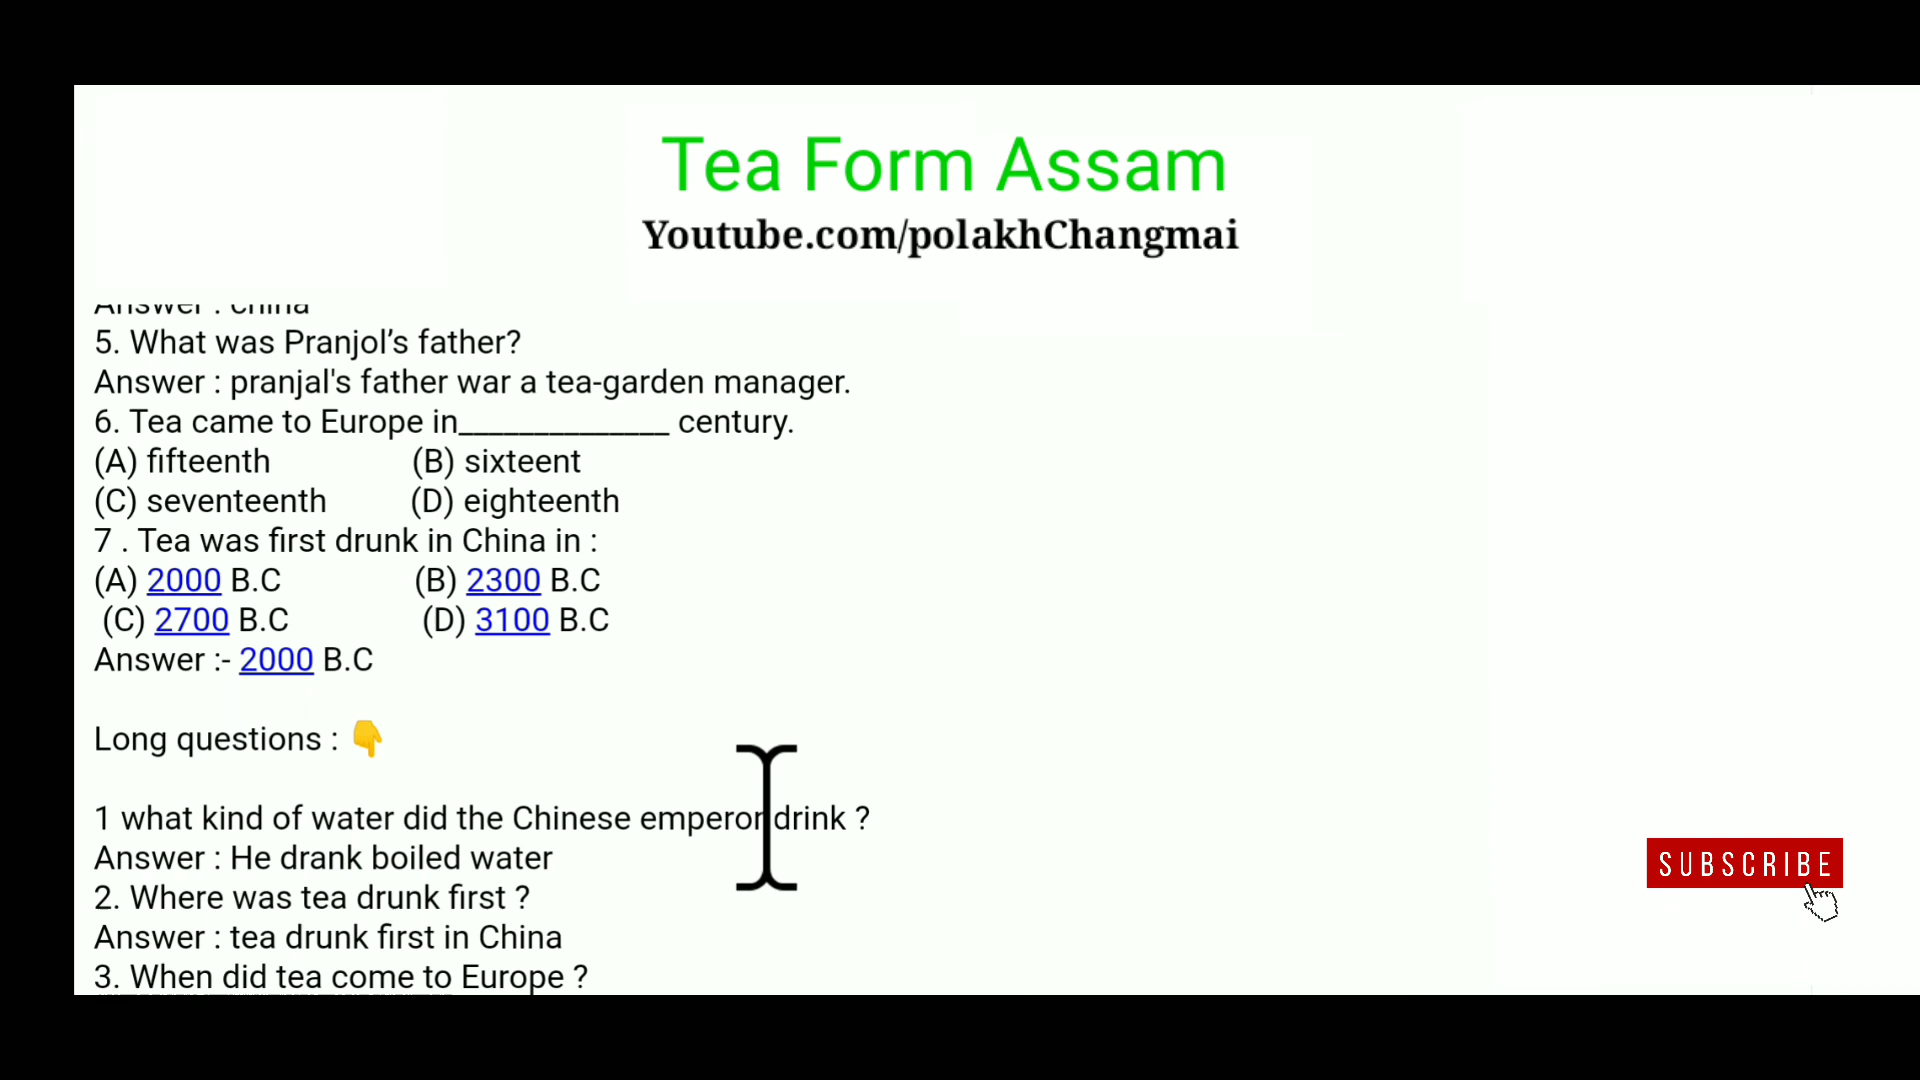 Tea Form Assam
Youtube.com/polakhChangmai
Answer : china
5. What was Pranjol’s father?
Answer : pranjal's father war a tea-garden manager.
6. Tea came to Europe in______________ century.
(A) fifteenth (B) sixteent
(C) seventeenth (D) eighteenth
7 . Tea was first drunk in China in :
(A) 2000 B.C (B) 2300 B.C
(C) 2700 B.C (D) 3100 B.C
Answer :- 2000 B.C
Long questions : 👇
1 what kind of water did the Chinese emperor drink ?
Answer : He drank boiled water
2. Where was tea drunk first ?
Answer : tea drunk first in China
3. When did tea come to Europe ?
SUBSCRIBE